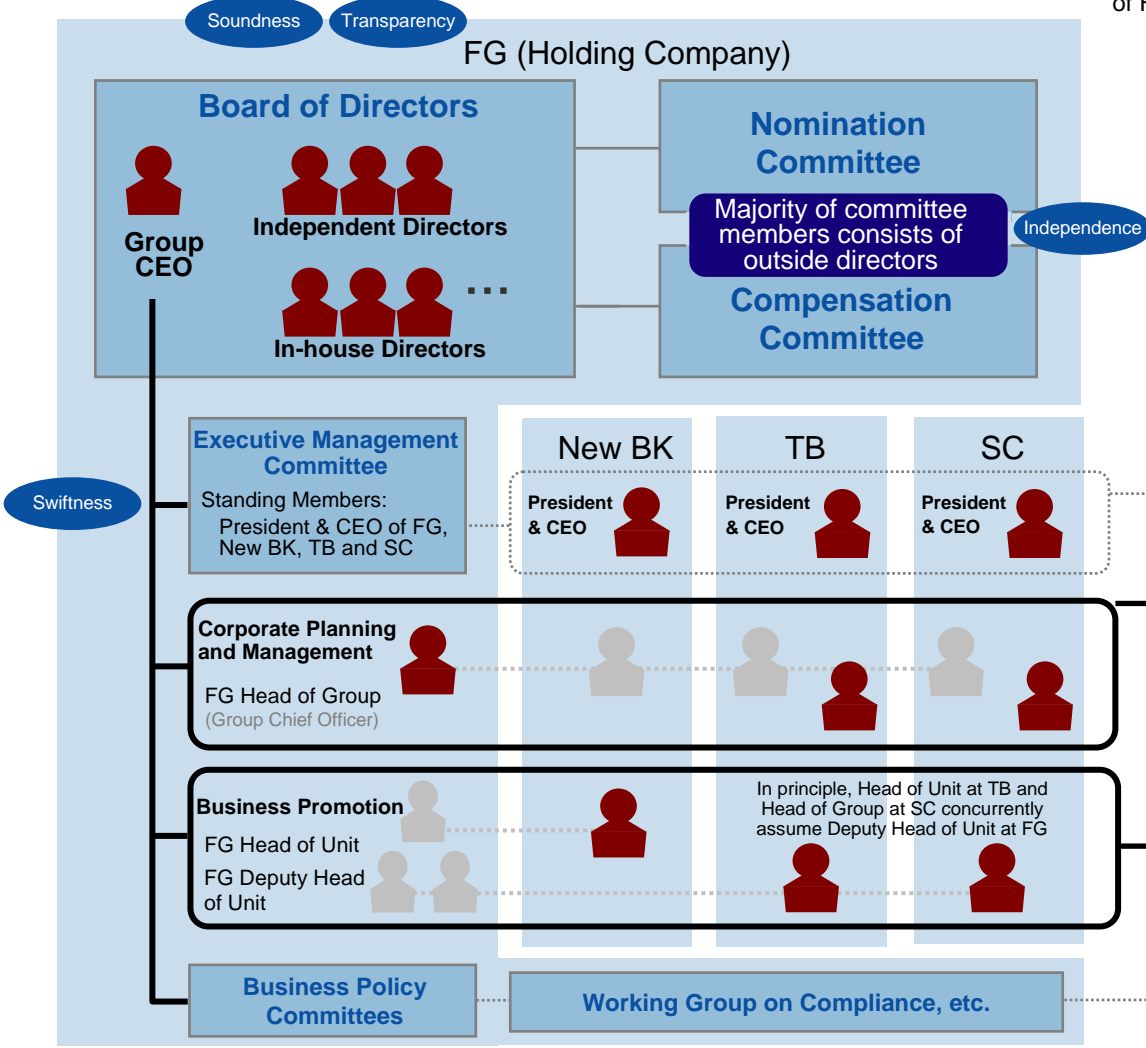 of F
Soundness
Transparency
FG (Holding Company)
Board of Directors
Group
CEO
Independent Directors
...
In-house Directors
Nomination
Committee
Majority of committee
members consists of
outside directors
Independence
Compensation
Committee
Swiftness
Executive Management
Committee
Standing Members:
President & CEO of FG,
New BK, TB and SC
New BK
TB
SC
President
& CEO
President
& CEO
President
& CEO
Corporate Planning
and Management
FG Head of Group
(Group Chief Officer)
Business Promotion
FG Head of Unit
FG Deputy Head
of Unit
In principle, Head of Unit at TB and
Head of Group at SC concurrently
assume Deputy Head of Unit at FG
Business Policy
Committees
Working Group on Compliance, etc.